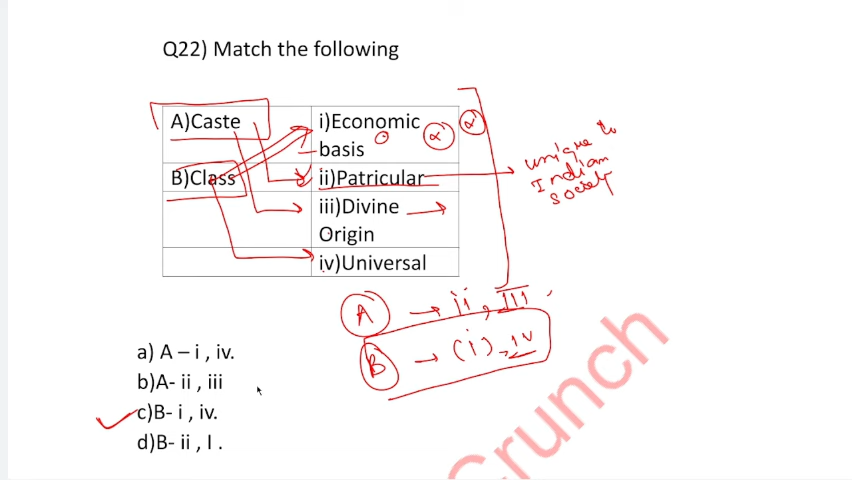 Q22) Match the following
A)Caste
i)Economic
basis
B)Class
ii)Patricular
iii)Divine
Origin
iv)Universal
unique to
Indian
society
A → ii, III
B → (i), iv
a) A – i , iv.
b)A- ii , iii
c)B- i , iv.
d)B- ii , I .
Crunch